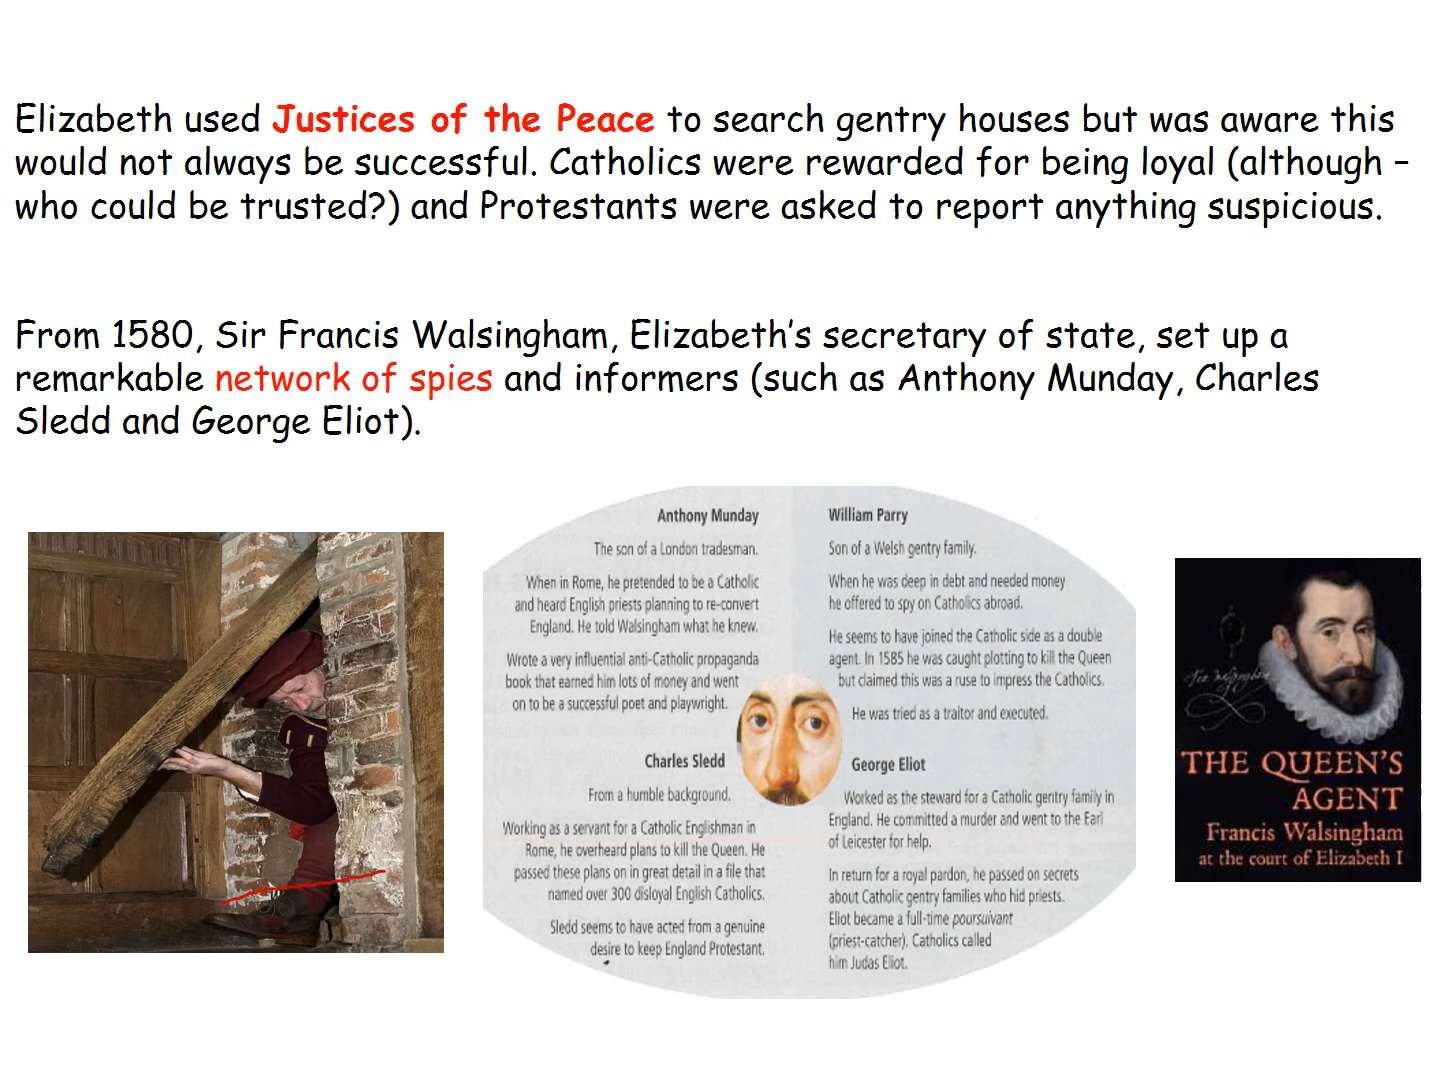 Elizabeth used Justices of the Peace to search gentry houses but was aware this
would not always be successful. Catholics were rewarded for being loyal (although –
who could be trusted?) and Protestants were asked to report anything suspicious.
From 1580, Sir Francis Walsingham, Elizabeth's secretary of state, set up a
remarkable network of spies and informers (such as Anthony Munday, Charles
Sledd and George Eliot).
Anthony Munday
The son of a London tradesman.
When in Rome, he pretended to be a Catholic
and heard English priests planning to re-convert
England. He told Walsingham what he knew.
Wrote a very influential anti-Catholic propaganda
book that earned him lots of money and went
on to be a successful poet and playwright.
Charles Sledd
From a humble background.
Working as a servant for a Catholic Englishman in
Rome, he overheard plans to kill the Queen. He
passed these plans on in great detail in a file that
named over 300 disloyal English Catholics.
Sledd seems to have acted from a genuine
desire to keep England Protestant.
William Parry
Son of a Welsh gentry family.
When he was deep in debt and needed money
he offered to spy on Catholics abroad.
He seems to have joined the Catholic side as a double
agent. In 1585 he was caught plotting to kill the Queen
but claimed this was a ruse to impress the Catholics.
He was tried as a traitor and executed.
George Eliot
Worked as the steward for a Catholic gentry family in
England. He committed a murder and went to the Earl
of Leicester for help.
In return for a royal pardon, he passed on secrets
about Catholic gentry families who hid priests.
Eliot became a full-time poursuivant
(priest-catcher). Catholics called
him Judas Eliot.
THE QUEEN'S
AGENT
Francis Walsingham
at the court of Elizabeth I